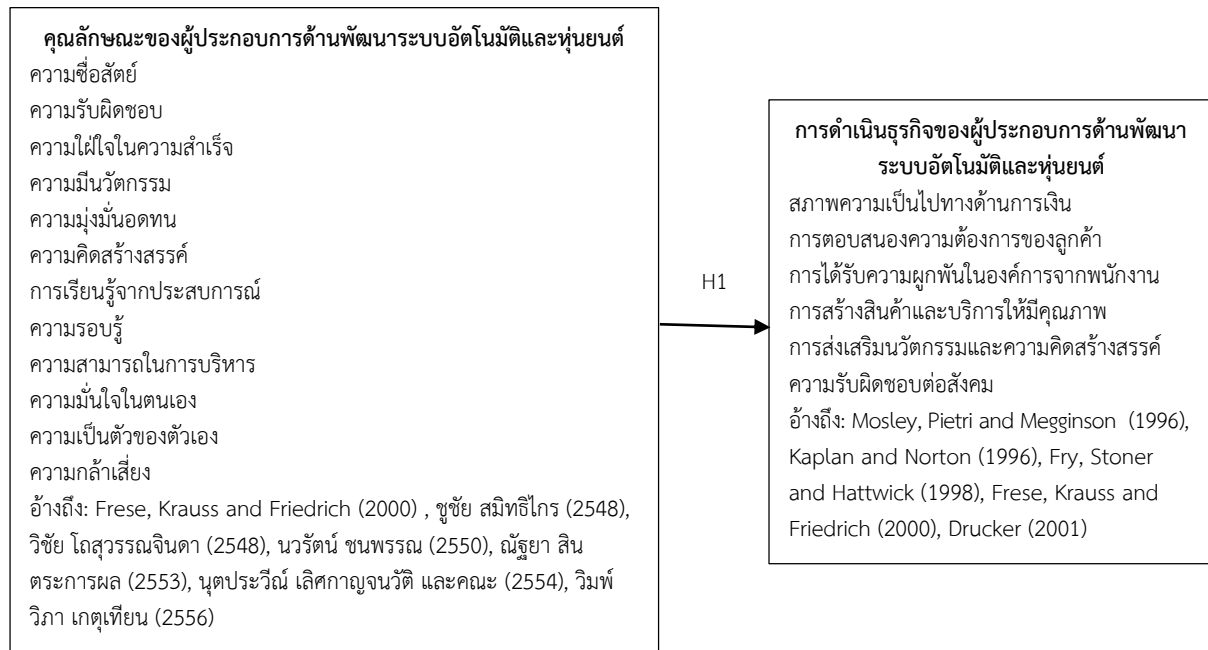 คุณลักษณะของผู้ประกอบการด้านพัฒนาระบบอัตโนมัติและหุ่นยนต์
ความซื่อสัตย์
ความรับผิดชอบ
ความใฝ่ใจในความสำเร็จ
ความมีนวัตกรรม
ความมุ่งมั่นอดทน
ความคิดสร้างสรรค์
การเรียนรู้จากประสบการณ์
ความรอบรู้
ความสามารถในการบริหาร
ความมั่นใจในตนเอง
ความเป็นตัวของตัวเอง
ความกล้าเสี่ยง
อ้างถึง: Frese, Krauss and Friedrich (2000) , ชูชัย สมิทธิไกร (2548),
วิชัย โถสุวรรณจินดา (2548), นวรัตน์ ชนพรรณ (2550), ณัฐยา สิน
ตระการผล (2553), นุตประวีณ์ เลิศกาญจนวัติ และคณะ (2554), วิมพ์
วิภา เกตุเทียน (2556)
H1
การดำเนินธุรกิจของผู้ประกอบการด้านพัฒนา
ระบบอัตโนมัติและหุ่นยนต์
สภาพความเป็นไปทางด้านการเงิน
การตอบสนองความต้องการของลูกค้า
การได้รับความผูกพันในองค์การจากพนักงาน
การสร้างสินค้าและบริการให้มีคุณภาพ
การส่งเสริมนวัตกรรมและความคิดสร้างสรรค์
ความรับผิดชอบต่อสังคม
อ้างถึง: Mosley, Pietri and Megginson (1996),
Kaplan and Norton (1996), Fry, Stoner
and Hattwick (1998), Frese, Krauss and
Friedrich (2000), Drucker (2001)